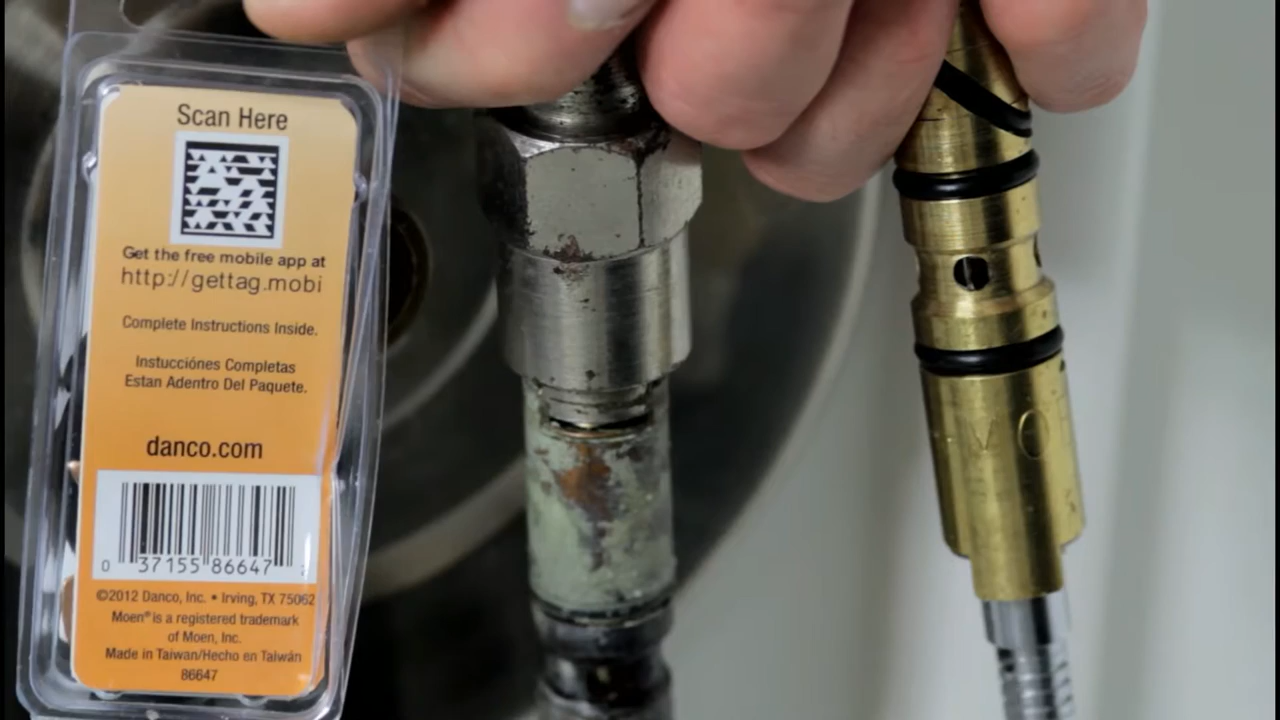 Scan Here
Get the free mobile app at
http://gettag.mobi
Complete Instructions Inside.
Instucciónes Completas
Estan Adentro Del Paquete.
danco.com
0 37155 86647
©2012 Danco, Inc. • Irving, TX 75062
Moen® is a registered trademark
of Moen, Inc.
Made in Taiwan/Hecho en Taiwán
86647
VO